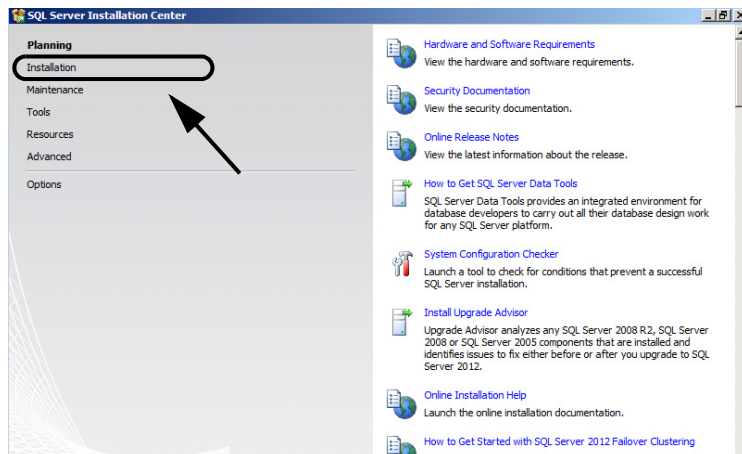 SQL Server Installation Center
Planning
Installation
Maintenance
Tools
Resources
Advanced
Options
Hardware and Software Requirements
View the hardware and software requirements.
Security Documentation
View the security documentation.
Online Release Notes
View the latest information about the release.
How to Get SQL Server Data Tools
SQL Server Data Tools provides an integrated environment for
database developers to carry out all their database design work
for any SQL Server platform.
System Configuration Checker
Launch a tool to check for conditions that prevent a successful
SQL Server installation.
Install Upgrade Advisor
Upgrade Advisor analyzes any SQL Server 2008 R2, SQL Server
2008 or SQL Server 2005 components that are installed and
identifies issues to fix either before or after you upgrade to SQL
Server 2012.
Online Installation Help
Launch the online installation documentation.
How to Get Started with SQL Server 2012 Failover Clustering